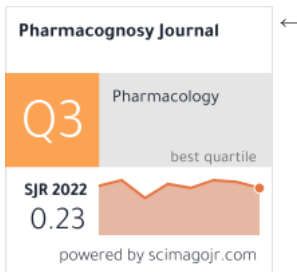 Pharmacognosy Journal
←
Q3
Pharmacology
best quartile
SJR 2022
0.23
powered by scimagojr.com